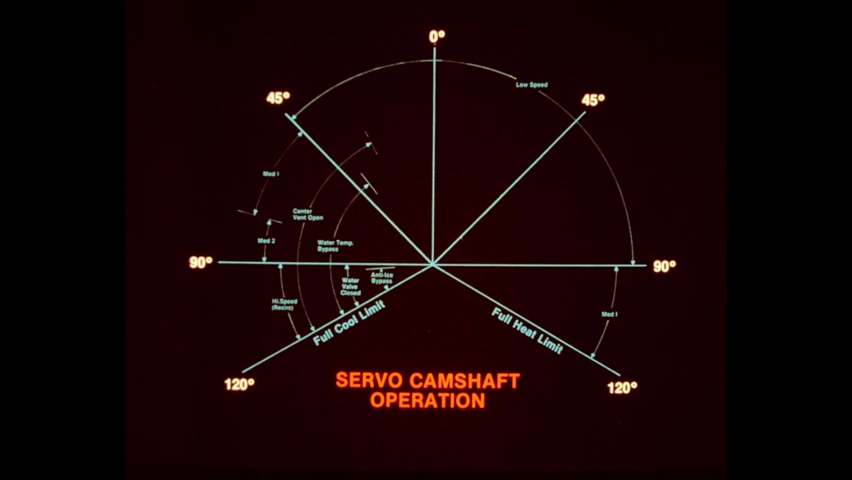 0°
45°
Low Speed
45°
Med I
Center
Vent Open
Med 2
Water Temp.
Bypass
90°
90°
Anti-Ice
Bypass
Water
Valve
Closed
Hi.Speed
(Recirc)
Med I
Full Cool Limit
Full Heat Limit
120°
120°
SERVO CAMSHAFT
OPERATION